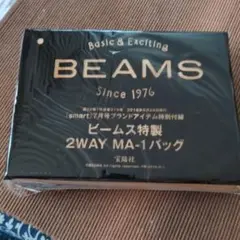 Basic & Exciting
BEAMS
Since 1976
「smart」7月号ブランドアイテム特別付録
ビームス特製
2WAY MA-1バッグ
宝島社